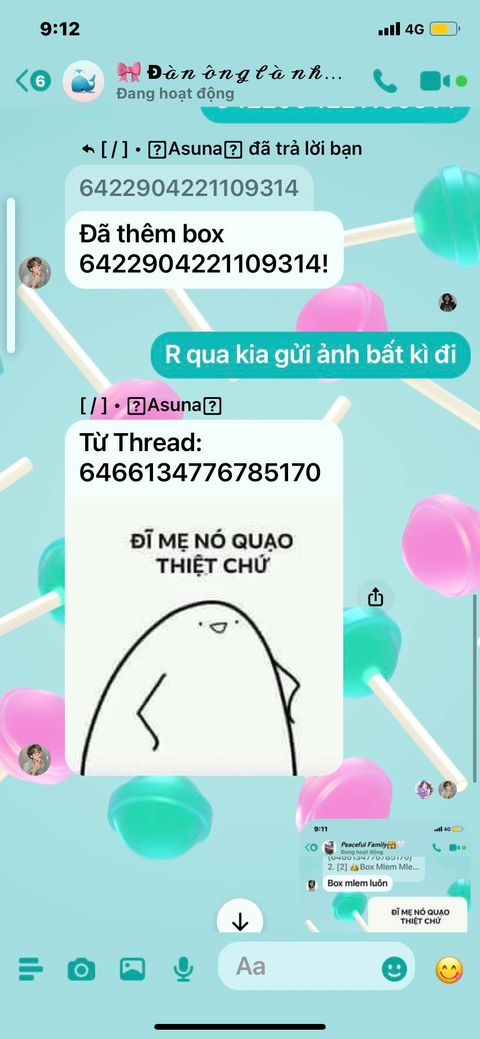 9:12
4G
6
🎀 Đ𝓪̀𝓷 𝓸̂𝓷𝓰 𝓵𝓪̀ 𝓷𝓱...
Đang hoạt động
[ / ] • ⍰Asuna⍰ đã trả lời bạn
6422904221109314
Đã thêm box
6422904221109314!
R qua kia gửi ảnh bất kì đi
[ / ] • ⍰Asuna⍰
Từ Thread:
6466134776785170
ĐĨ MẸ NÓ QUẠO
THIỆT CHỨ
9:11
4G
Peaceful Family
Đang hoạt động
2. [2] 👑Box Mlem Mle...
Box mlem luôn
ĐĨ MẸ NÓ QUẠO
THIỆT CHỨ
Aa